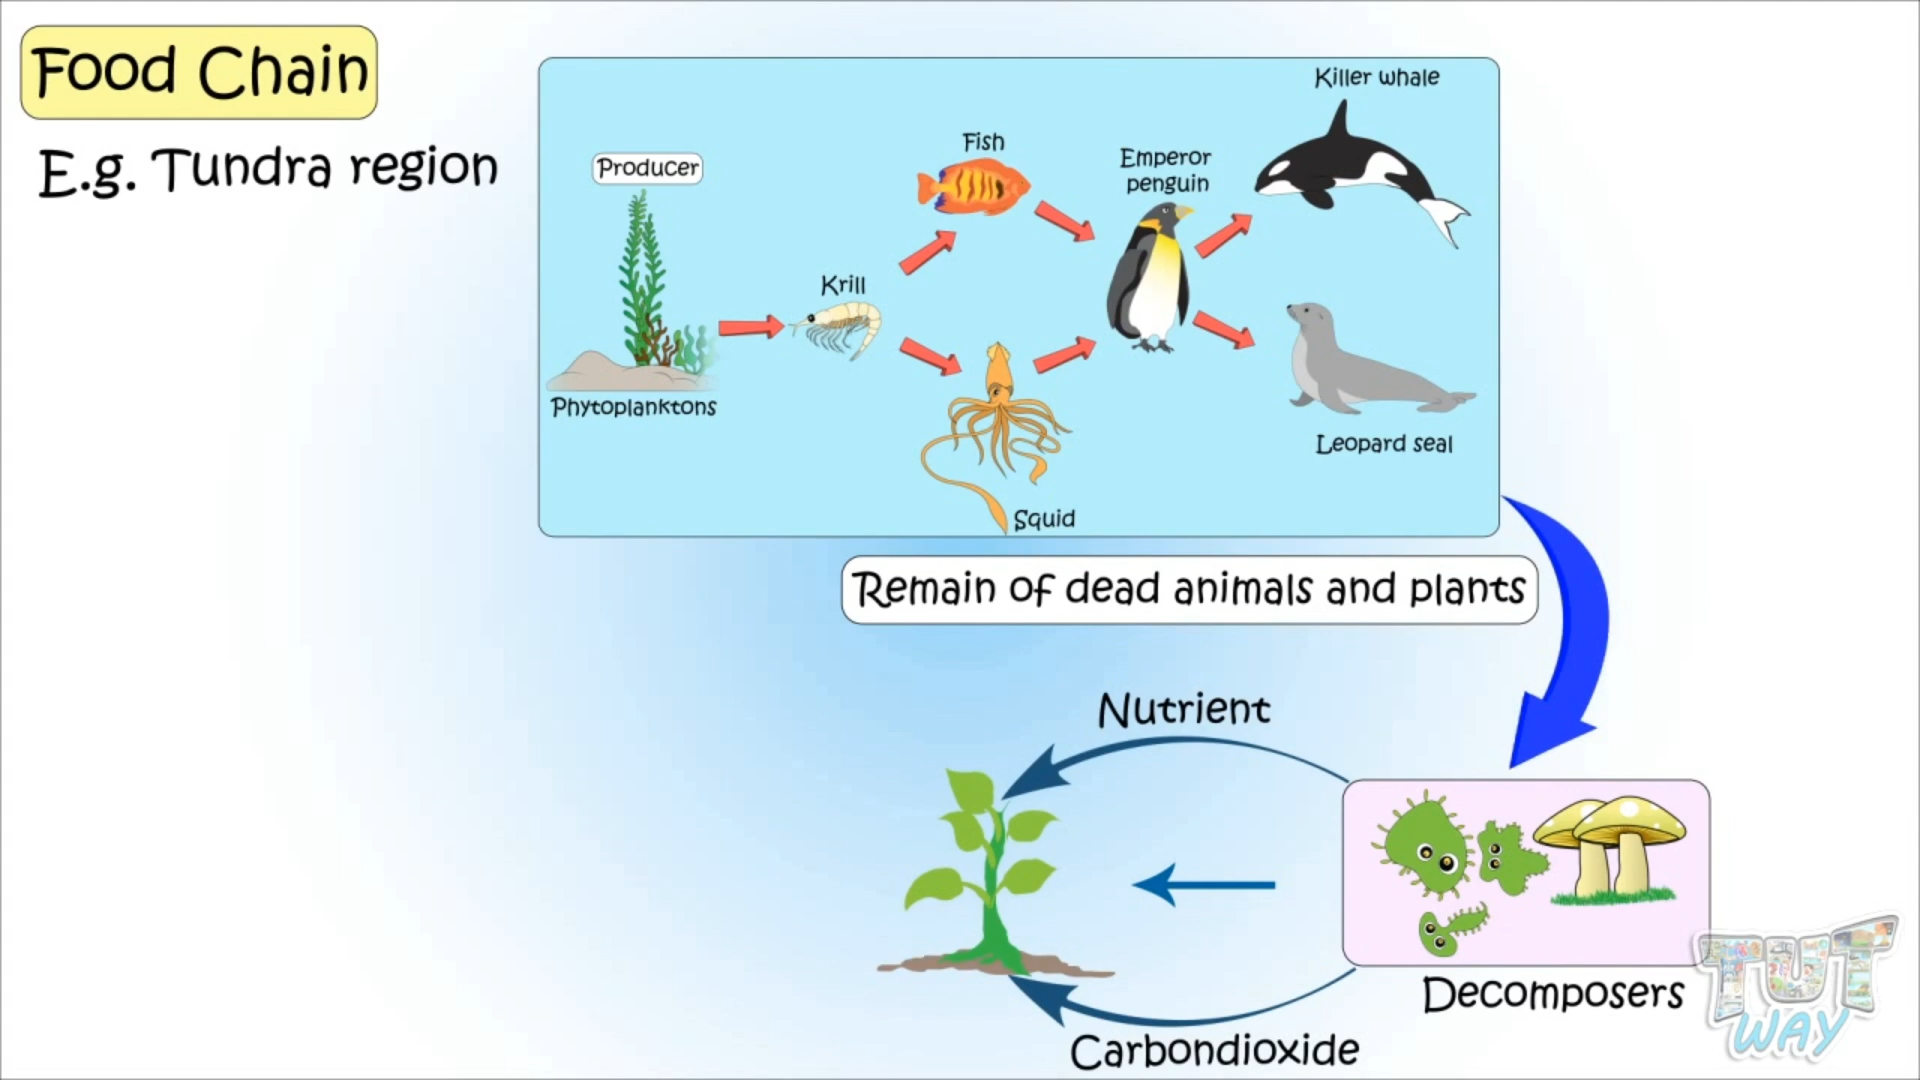 Food Chain
E.g. Tundra region
Producer
Phytoplanktons
Krill
Fish
Squid
Emperor
penguin
Killer whale
Leopard seal
Remain of dead animals and plants
Nutrient
Carbondioxide
Decomposers
TUT
WAY